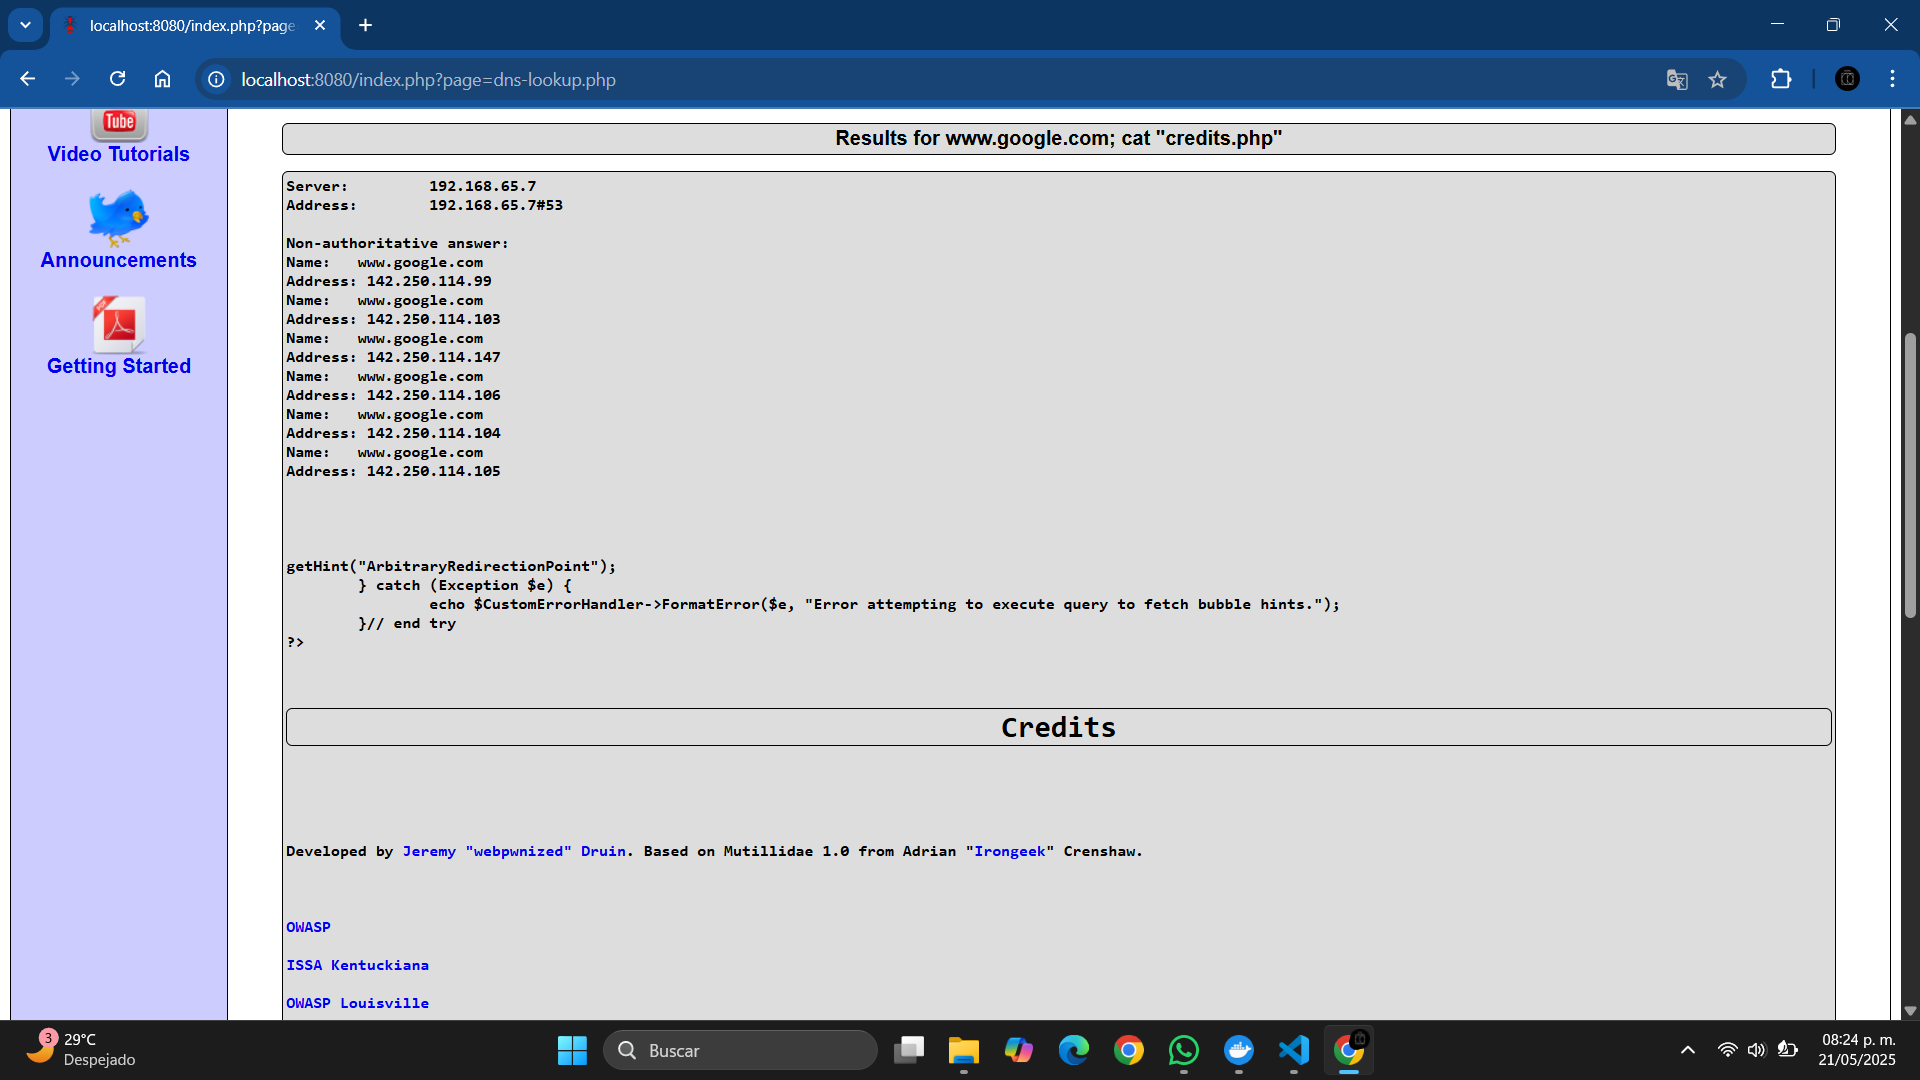 localhost:8080/index.php?page
localhost:8080/index.php?page=dns-lookup.php
Tube
Video Tutorials
Announcements
Getting Started
Results for www.google.com; cat "credits.php"
Server:         192.168.65.7
Address:        192.168.65.7#53
Non-authoritative answer:
Name:   www.google.com
Address: 142.250.114.99
Name:   www.google.com
Address: 142.250.114.103
Name:   www.google.com
Address: 142.250.114.147
Name:   www.google.com
Address: 142.250.114.106
Name:   www.google.com
Address: 142.250.114.104
Name:   www.google.com
Address: 142.250.114.105
getHint("ArbitraryRedirectionPoint");
        } catch (Exception $e) {
                echo $CustomErrorHandler->FormatError($e, "Error attempting to execute query to fetch bubble hints.");
        }// end try
?>
Credits
Developed by Jeremy "webpwnized" Druin. Based on Mutillidae 1.0 from Adrian "Irongeek" Crenshaw.
OWASP
ISSA Kentuckiana
OWASP Louisville
3
29°C
Despejado
Buscar
08:24 p. m.
21/05/2025